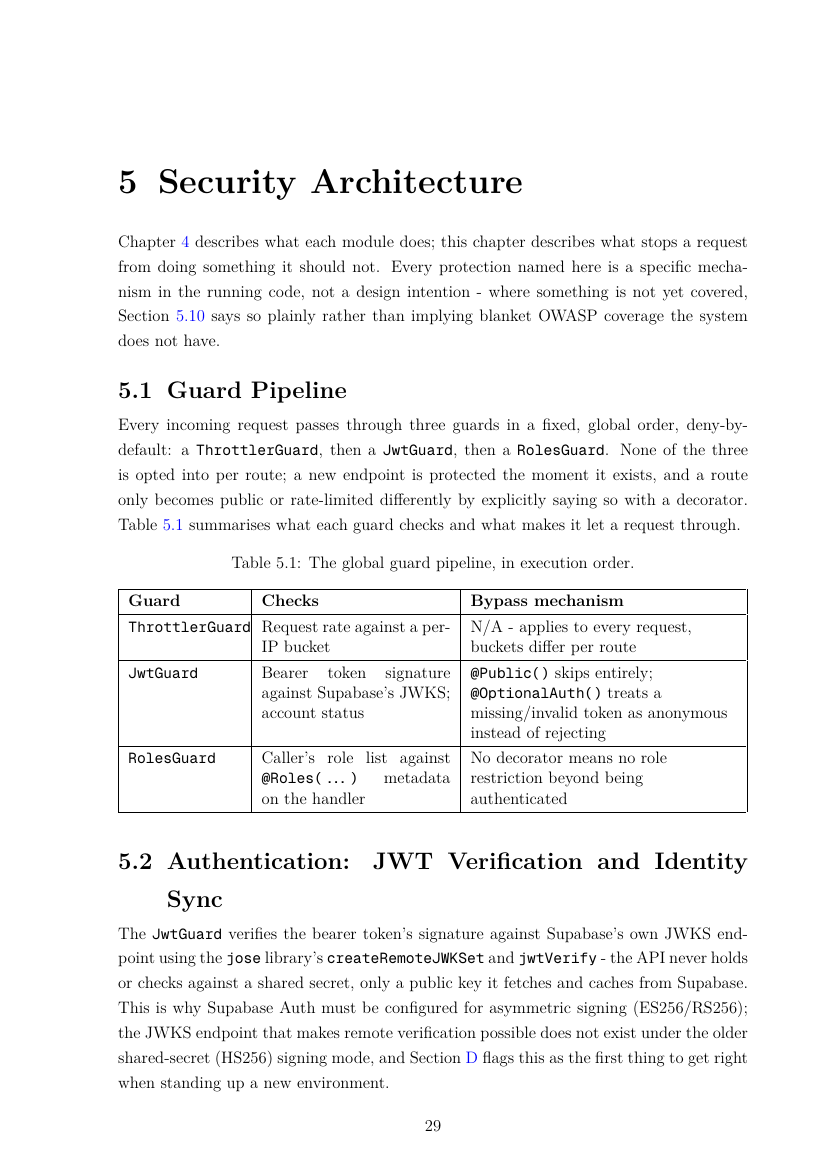 5 Security Architecture
Chapter 4 describes what each module does; this chapter describes what stops a request
from doing something it should not. Every protection named here is a specific mecha-
nism in the running code, not a design intention - where something is not yet covered,
Section 5.10 says so plainly rather than implying blanket OWASP coverage the system
does not have.
5.1 Guard Pipeline
Every incoming request passes through three guards in a fixed, global order, deny-by-
default: a ThrottlerGuard, then a JwtGuard, then a RolesGuard. None of the three
is opted into per route; a new endpoint is protected the moment it exists, and a route
only becomes public or rate-limited differently by explicitly saying so with a decorator.
Table 5.1 summarises what each guard checks and what makes it let a request through.
Table 5.1: The global guard pipeline, in execution order.
Guard Checks Bypass mechanism
ThrottlerGuard Request rate against a per- N/A - applies to every request,
IP bucket buckets differ per route
JwtGuard Bearer token signature @Public() skips entirely;
against Supabase's JWKS; @OptionalAuth() treats a
account status missing/invalid token as anonymous
instead of rejecting
RolesGuard Caller's role list against No decorator means no role
@Roles(...) metadata restriction beyond being
on the handler authenticated
5.2 Authentication: JWT Verification and Identity
Sync
The JwtGuard verifies the bearer token's signature against Supabase's own JWKS end-
point using the jose library's createRemoteJWKSet and jwtVerify - the API never holds
or checks against a shared secret, only a public key it fetches and caches from Supabase.
This is why Supabase Auth must be configured for asymmetric signing (ES256/RS256);
the JWKS endpoint that makes remote verification possible does not exist under the older
shared-secret (HS256) signing mode, and Section D flags this as the first thing to get right
when standing up a new environment.
29